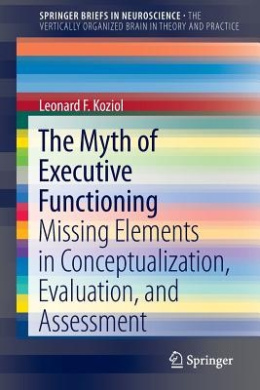 SPRINGER BRIEFS IN NEUROSCIENCE • THE
VERTICALLY ORGANIZED BRAIN IN THEORY AND PRACTICE
Leonard F. Koziol
The Myth of
Executive
Functioning
Missing Elements
in Conceptualization,
Evaluation, and
Assessment
Springer